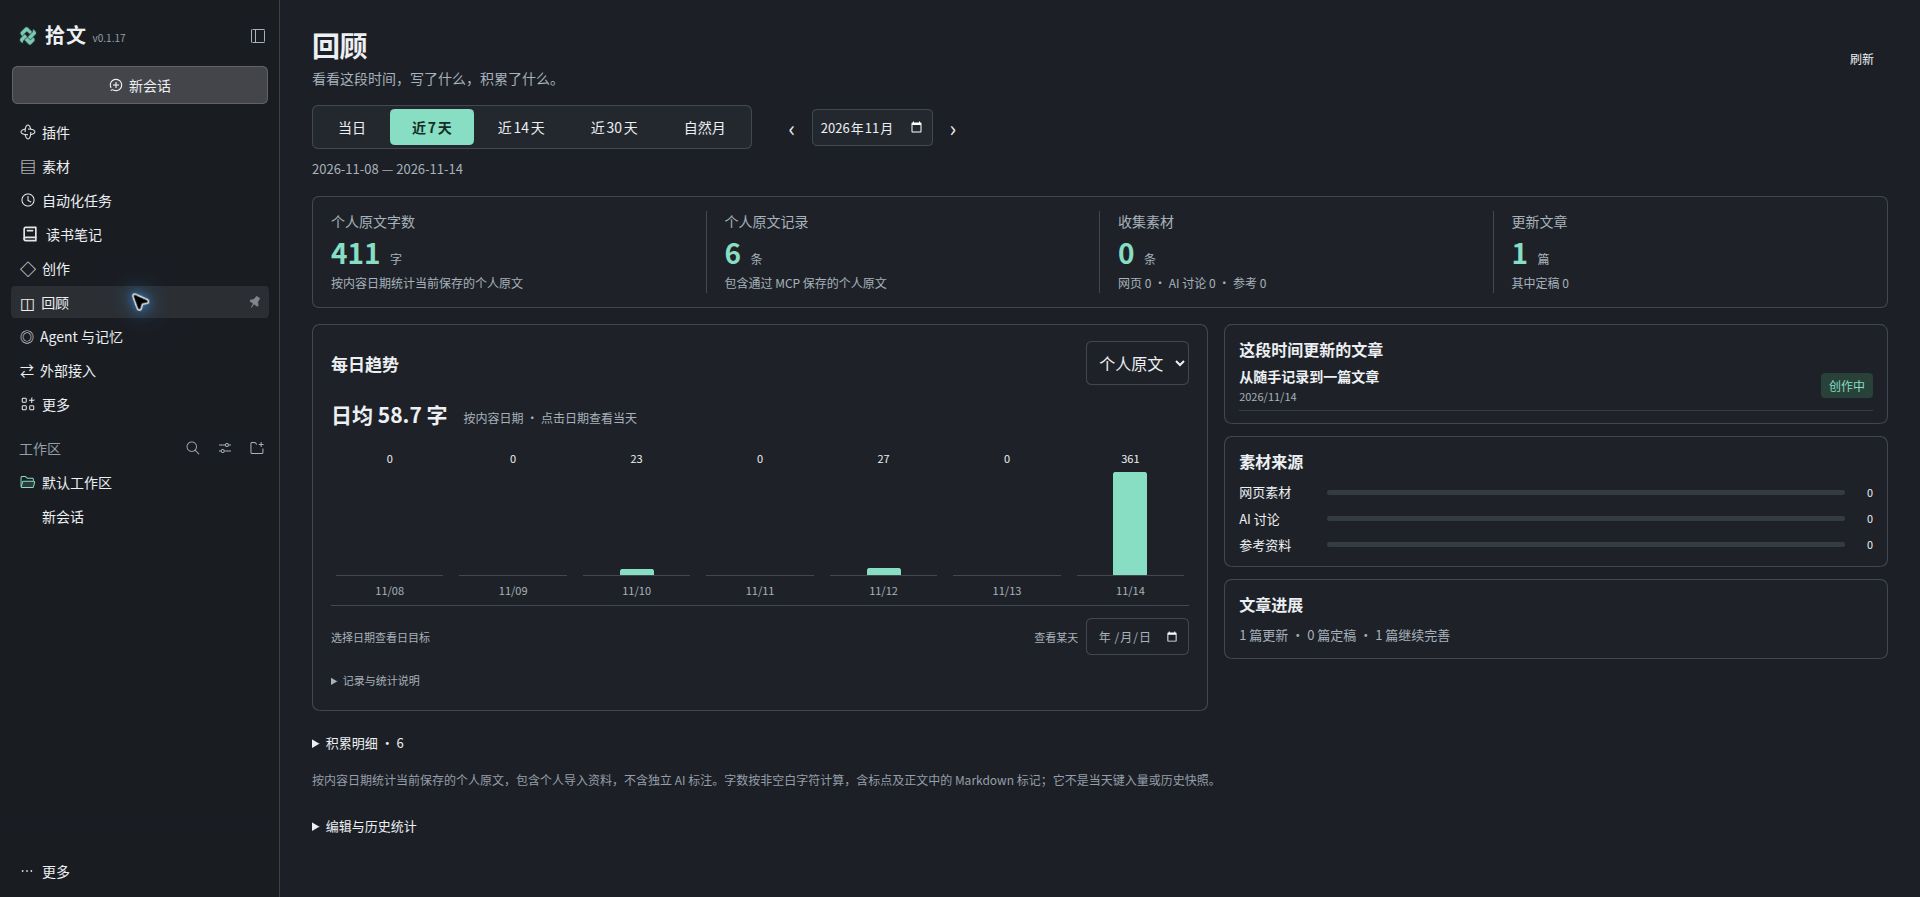 拾文 v0.1.17
新会话
插件
素材
自动化任务
读书笔记
创作
回顾
Agent 与记忆
外部接入
更多
工作区
默认工作区
新会话
更多
回顾
看看这段时间，写了什么，积累了什么。
刷新
当日 近7天 近14天 近30天 自然月
2026年11月
2026-11-08 — 2026-11-14
个人原文字数
411 字
按内容日期统计当前保存的个人原文
个人原文记录
6 条
包含通过 MCP 保存的个人原文
收集素材
0 条
网页 0 · AI 讨论 0 · 参考 0
更新文章
1 篇
其中定稿 0
每日趋势
个人原文
日均 58.7 字 按内容日期 · 点击日期查看当天
0 0 23 0 27 0 361
11/08 11/09 11/10 11/11 11/12 11/13 11/14
选择日期查看日目标
查看某天 年 /月/日
记录与统计说明
这段时间更新的文章
从随手记录到一篇文章
2026/11/14
创作中
素材来源
网页素材 0
AI 讨论 0
参考资料 0
文章进展
1 篇更新 · 0 篇定稿 · 1 篇继续完善
积累明细 · 6
按内容日期统计当前保存的个人原文，包含个人导入资料，不含独立 AI 标注。字数按非空白字符计算，含标点及正文中的 Markdown 标记；它不是当天键入量或历史快照。
编辑与历史统计